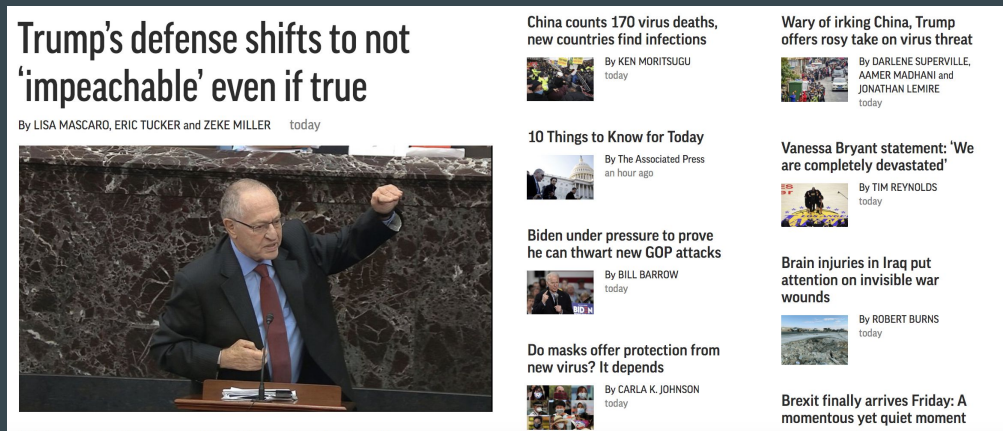 Trump's defense shifts to not
'impeachable' even if true
By LISA MASCARO, ERIC TUCKER and ZEKE MILLER today
China counts 170 virus deaths,
new countries find infections
By KEN MORITSUGU
today
10 Things to Know for Today
By The Associated Press
an hour ago
Biden under pressure to prove
he can thwart new GOP attacks
By BILL BARROW
today
BIDEN
Do masks offer protection from
new virus? It depends
By CARLA K. JOHNSON
today
Wary of irking China, Trump
offers rosy take on virus threat
By DARLENE SUPERVILLE,
AAMER MADHANI and
JONATHAN LEMIRE
today
Vanessa Bryant statement: 'We
are completely devastated'
By TIM REYNOLDS
today
Brain injuries in Iraq put
attention on invisible war
wounds
By ROBERT BURNS
today
Brexit finally arrives Friday: A
momentous yet quiet moment